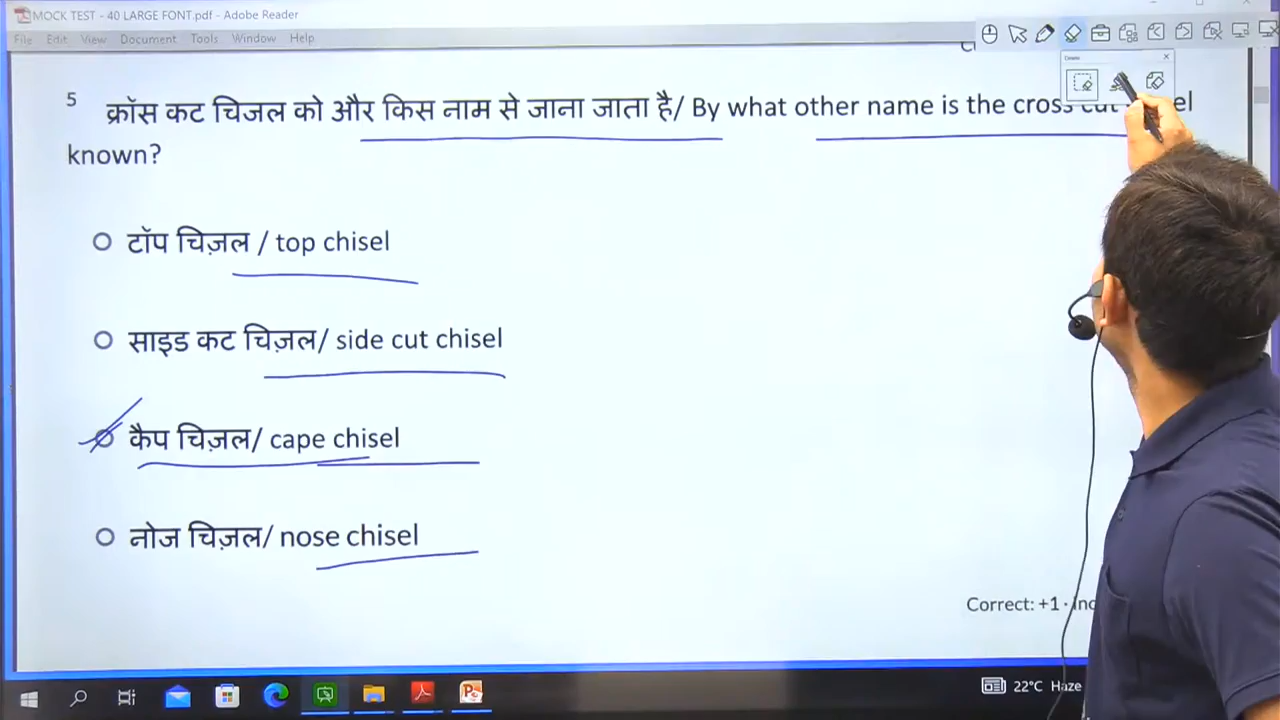 MOCK TEST - 40 LARGE FONT.pdf - Adobe Reader
File Edit View Document Tools Window Help
5
क्रॉस कट चिजल को और किस नाम से जाना जाता है/ By what other name is the cross cut
known?
टॉप चिज़ल / top chisel
साइड कट चिज़ल/ side cut chisel
कैप चिज़ल/ cape chisel
नोज चिज़ल/ nose chisel
Correct: +1 ·
22°C Haze